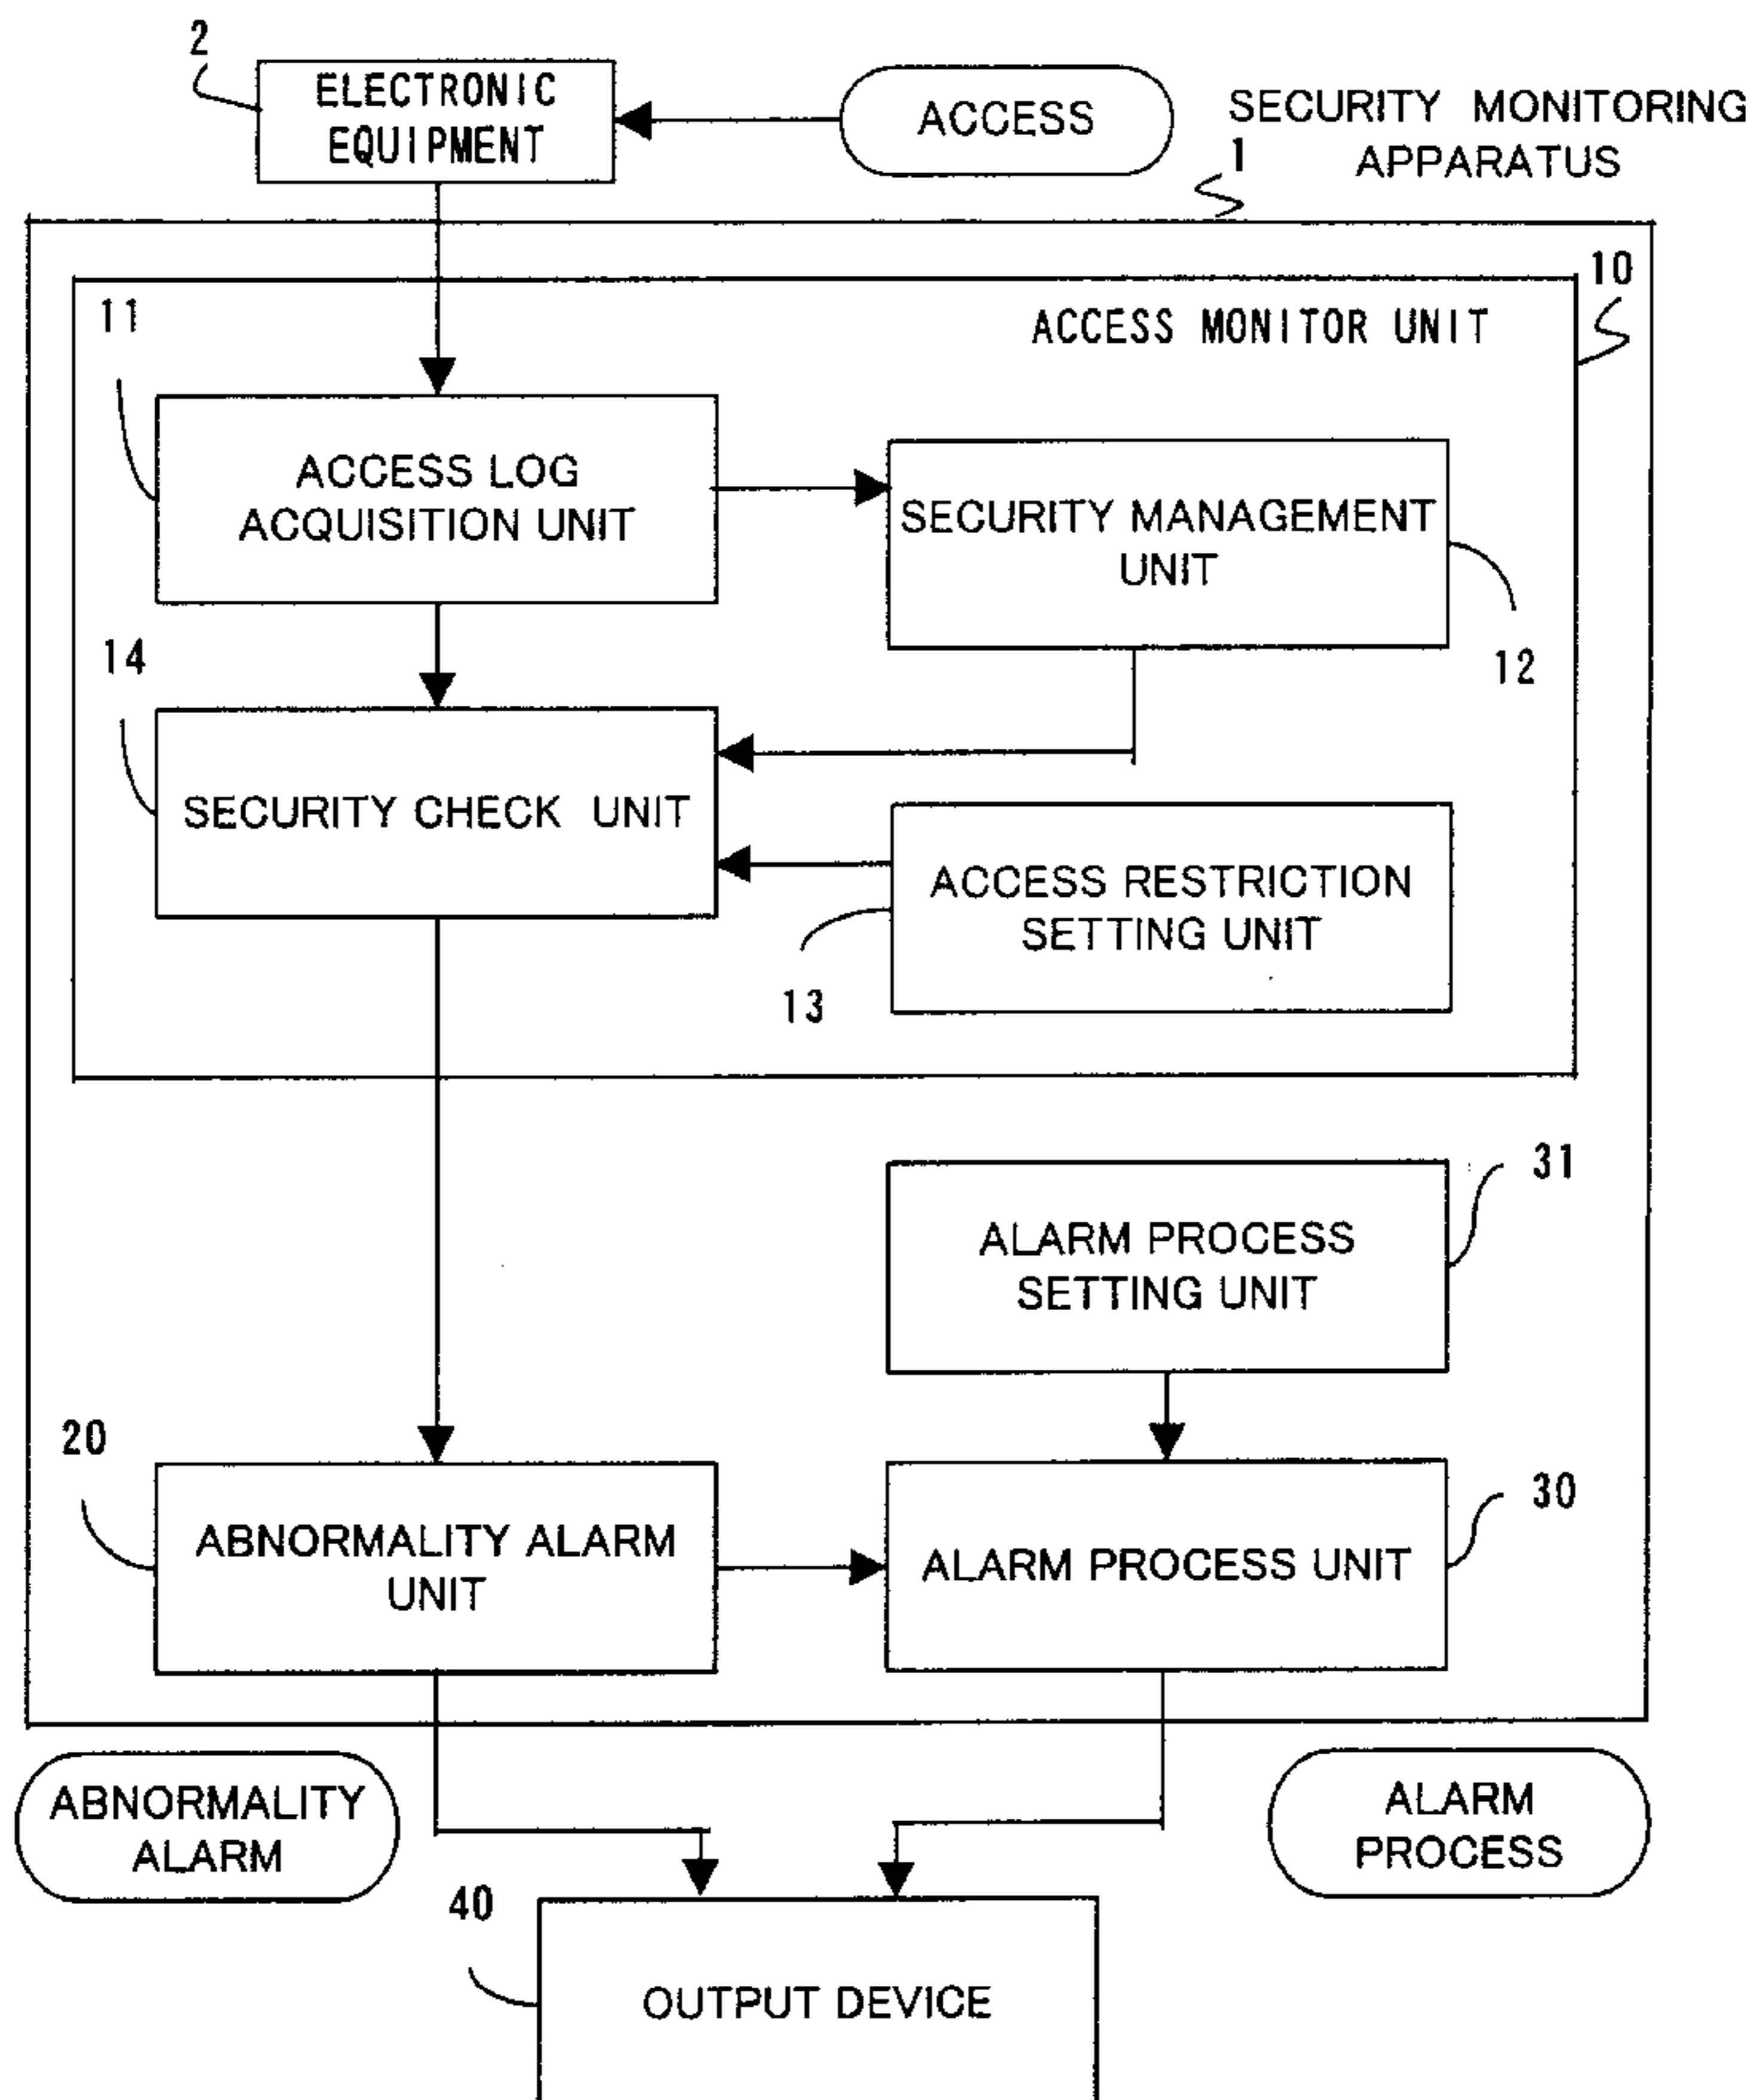 2
ELECTRONIC
EQUIPMENT
ACCESS
SECURITY MONITORING
APPARATUS
1
10
ACCESS MONITOR UNIT
11
ACCESS LOG
ACQUISITION UNIT
SECURITY MANAGEMENT
UNIT
12
14
SECURITY CHECK UNIT
ACCESS RESTRICTION
SETTING UNIT
13
31
ALARM PROCESS
SETTING UNIT
20
ABNORMALITY ALARM
UNIT
30
ALARM PROCESS UNIT
ABNORMALITY
ALARM
ALARM
PROCESS
40
OUTPUT DEVICE